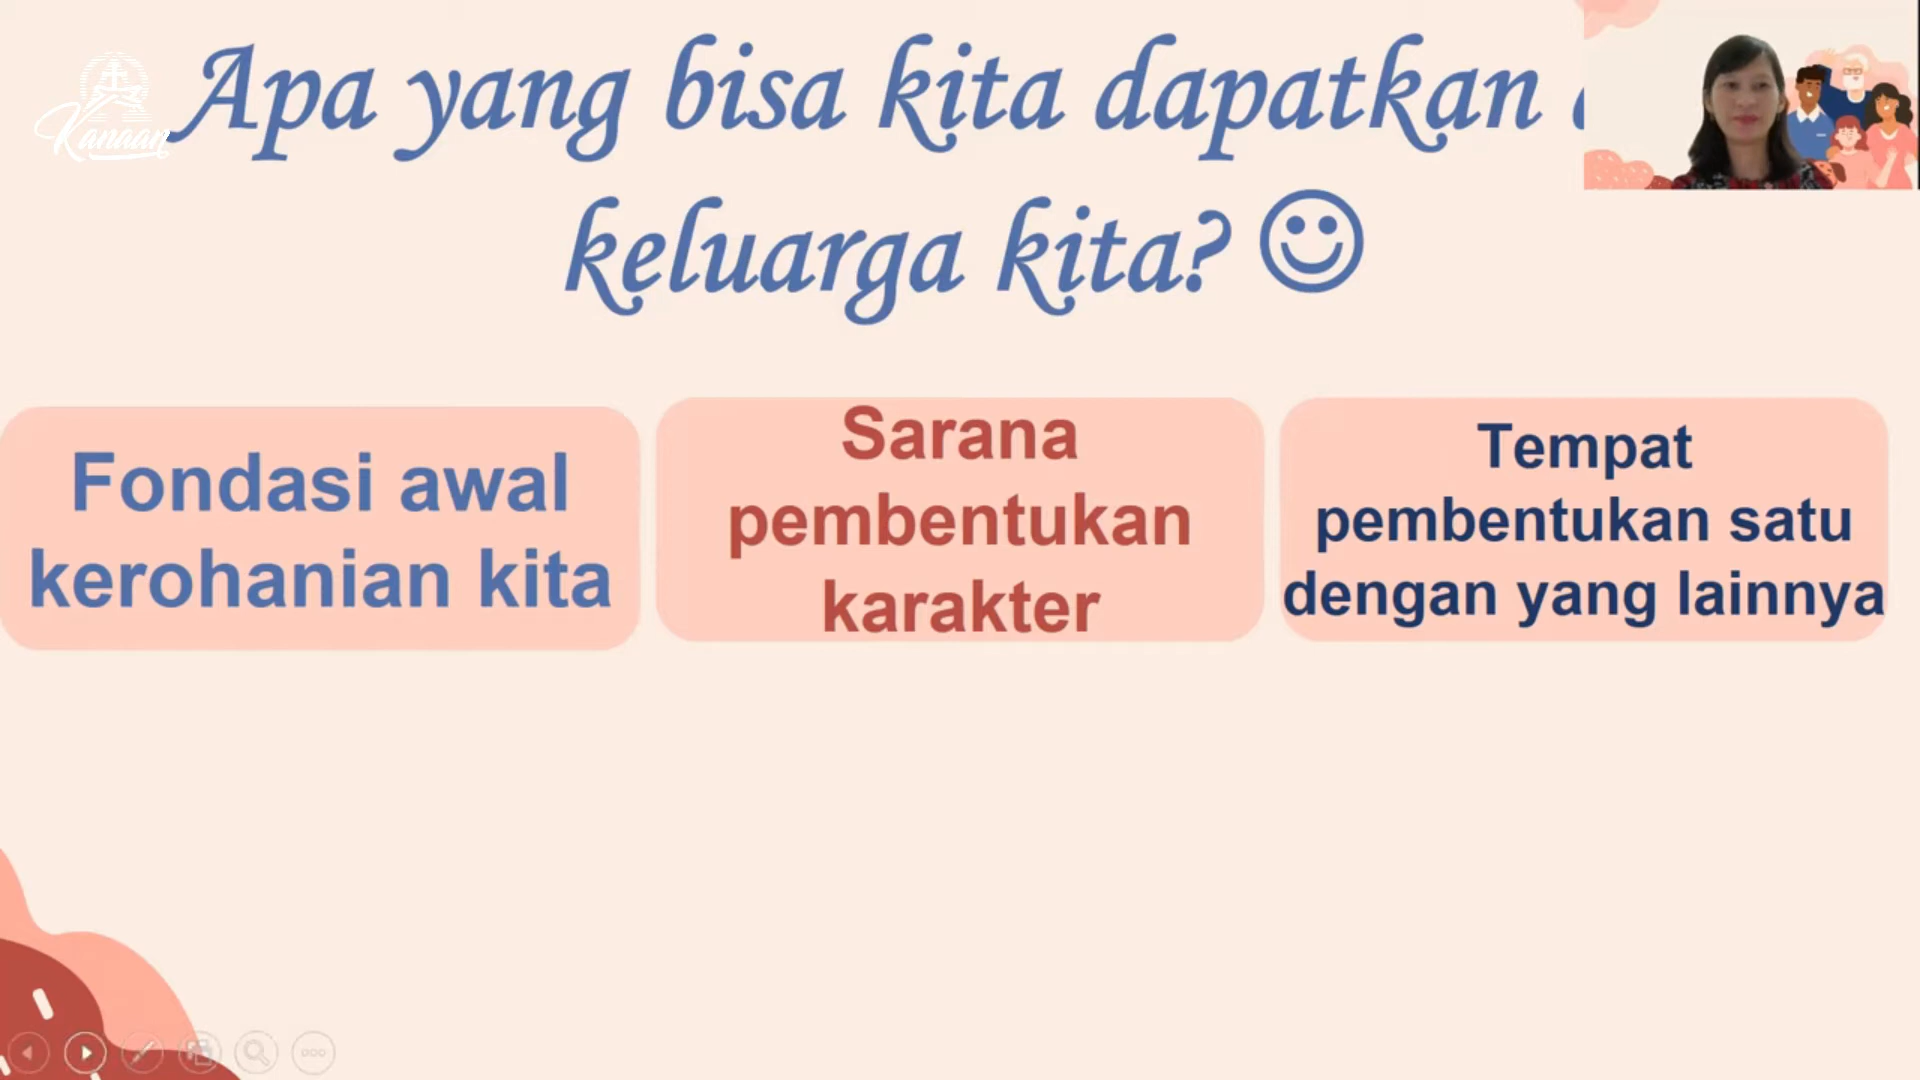 Kanaan
Apa yang bisa kita dapatkan
keluarga kita? ☺
Fondasi awal
kerohanian kita
Sarana
pembentukan
karakter
Tempat
pembentukan satu
dengan yang lainnya